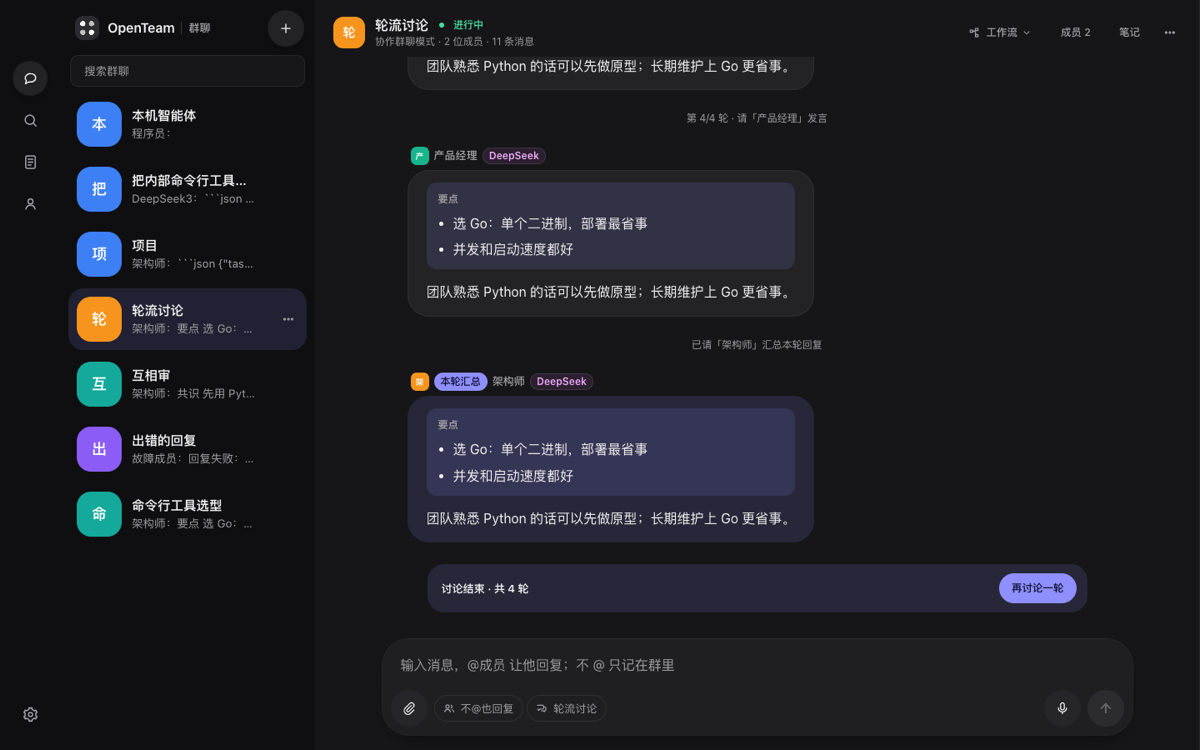 OpenTeam
群聊
搜索群聊
本
本机智能体
程序员：
把
把内部命令行工具...
DeepSeek3：```json ...
项
项目
架构师：```json {"tas...
轮
轮流讨论
架构师：要点 选 Go：...
互
互相审
架构师：共识 先用 Pyt...
出
出错的回复
故障成员：回复失败：...
命
命令行工具选型
架构师：要点 选 Go：...
轮
轮流讨论
进行中
协作群聊模式 · 2 位成员 · 11 条消息
工作流
成员 2
笔记
团队熟悉 Python 的话可以先做原型；长期维护上 Go 更省事。
第 4/4 轮 · 请「产品经理」发言
产
产品经理
DeepSeek
要点
• 选 Go：单个二进制，部署最省事
• 并发和启动速度都好
团队熟悉 Python 的话可以先做原型；长期维护上 Go 更省事。
已请「架构师」汇总本轮回复
架
本轮汇总
架构师
DeepSeek
要点
• 选 Go：单个二进制，部署最省事
• 并发和启动速度都好
团队熟悉 Python 的话可以先做原型；长期维护上 Go 更省事。
讨论结束 · 共 4 轮
再讨论一轮
输入消息，@成员 让他回复；不 @ 只记在群里
不@也回复
轮流讨论